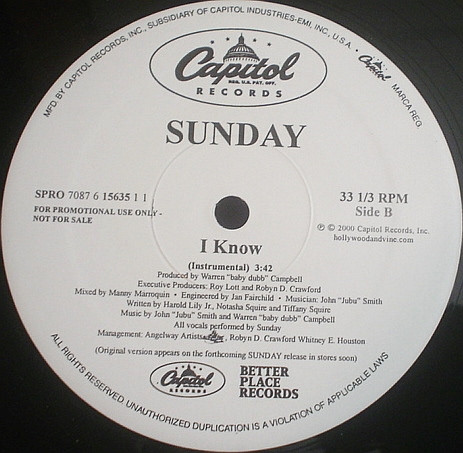 MFD. BY CAPITOL RECORDS, INC., SUBSIDIARY OF CAPITOL INDUSTRIES-EMI, INC., U.S.A. • Capitol MARCA REG.
Capitol
REG. U.S. PAT. OFF.
RECORDS
SUNDAY
SPRO 7087 6 15635 1 1
FOR PROMOTIONAL USE ONLY -
NOT FOR SALE
33 1/3 RPM
Side B
℗ © 2000 Capitol Records, Inc.
hollywoodandvine.com
I Know
(Instrumental) 3:42
Produced by Warren "baby dubb" Campbell
Executive Producers: Roy Lott and Robyn D. Crawford
Mixed by Manny Marroquin • Engineered by Jan Fairchild • Musician: John "Jubu" Smith
Written by Harold Lily Jr., Notasha Squire and Tiffany Squire
Music by John "Jubu" Smith and Warren "baby dubb" Campbell
All vocals performed by Sunday
Management: Angelway Artists, Robyn D. Crawford Whitney E. Houston
(Original version appears on the forthcoming SUNDAY release in stores soon)
Capitol
RECORDS
BETTER
PLACE
RECORDS
ALL RIGHTS RESERVED UNAUTHORIZED DUPLICATION IS A VIOLATION OF APPLICABLE LAWS